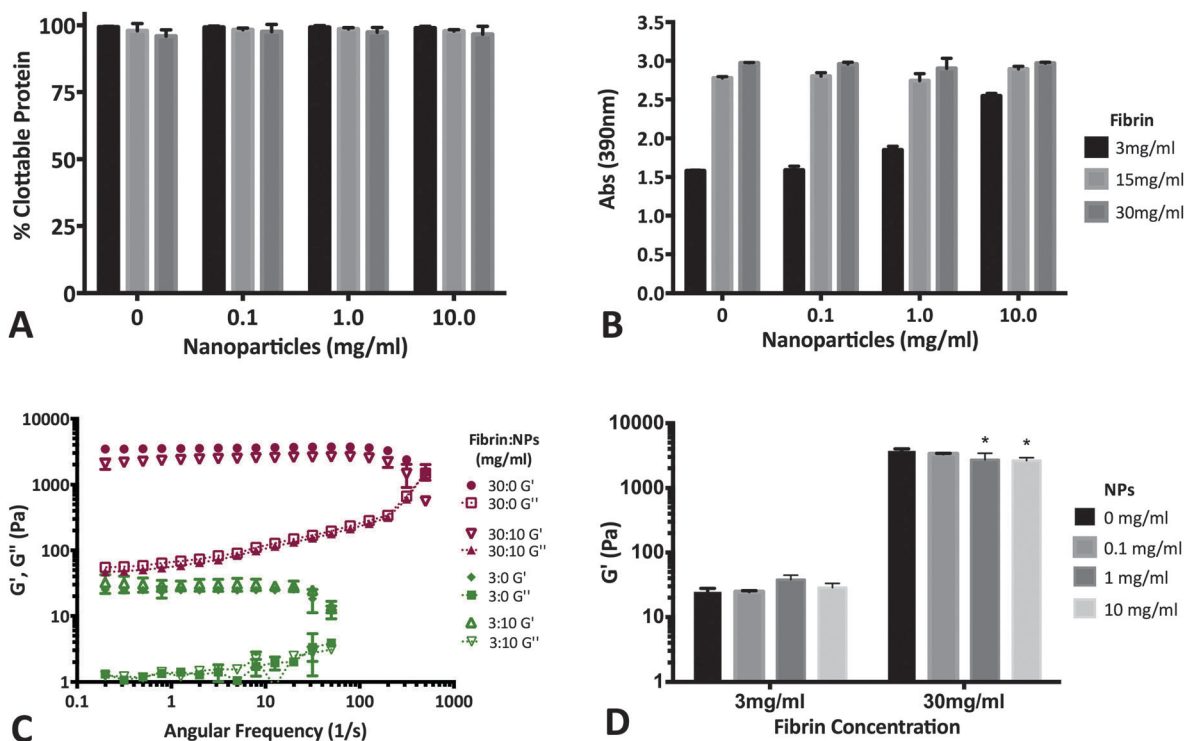 100
75
50
25
0
% Clottable Protein
0 0.1 1.0 10.0
Nanoparticles (mg/ml)
A
3.5
3.0
2.5
2.0
1.5
1.0
0.5
0.0
Abs (390nm)
0 0.1 1.0 10.0
Nanoparticles (mg/ml)
B
Fibrin
3mg/ml
15mg/ml
30mg/ml
10000
1000
100
10
1
G', G" (Pa)
0.1 1 10 100 1000
Angular Frequency (1/s)
C
Fibrin:NPs
(mg/ml)
30:0 G'
30:0 G''
30:10 G'
30:10 G''
3:0 G'
3:0 G''
3:10 G'
3:10 G''
10000
1000
100
10
1
G' (Pa)
* *
3mg/ml 30mg/ml
Fibrin Concentration
D
NPs
0 mg/ml
0.1 mg/ml
1 mg/ml
10 mg/ml